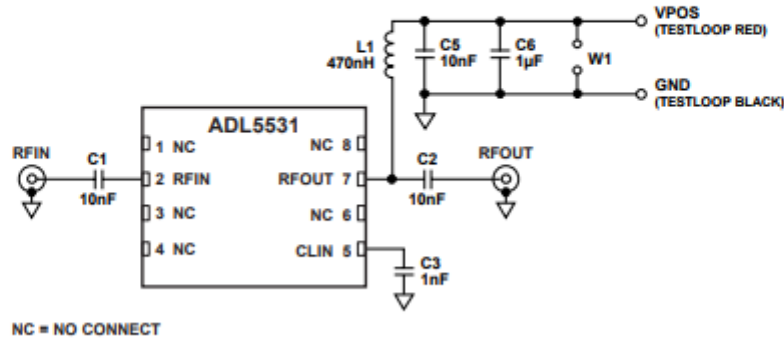 VPOS
(TESTLOOP RED)
L1
470nH
C5
10nF
C6
1µF
W1
GND
(TESTLOOP BLACK)
ADL5531
RFIN
C1
10nF
1 NC
NC 8
2 RFIN
RFOUT 7
C2
10nF
RFOUT
3 NC
NC 6
4 NC
CLIN 5
C3
1nF
NC = NO CONNECT